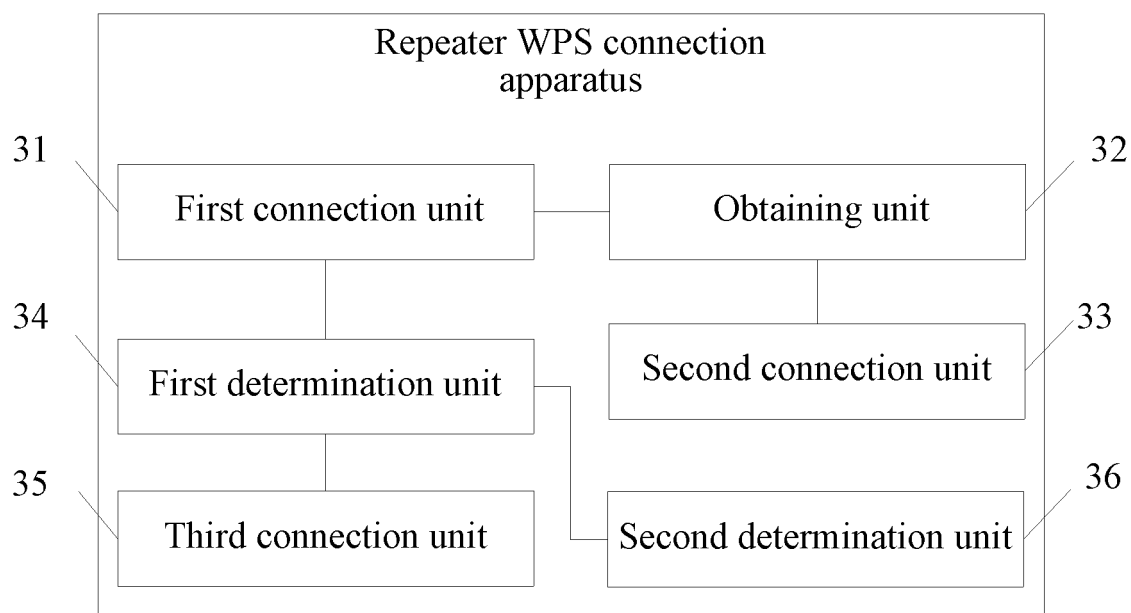 Repeater WPS connection
apparatus
31
First connection unit
Obtaining unit
32
34
First determination unit
Second connection unit
33
35
Third connection unit
Second determination unit
36